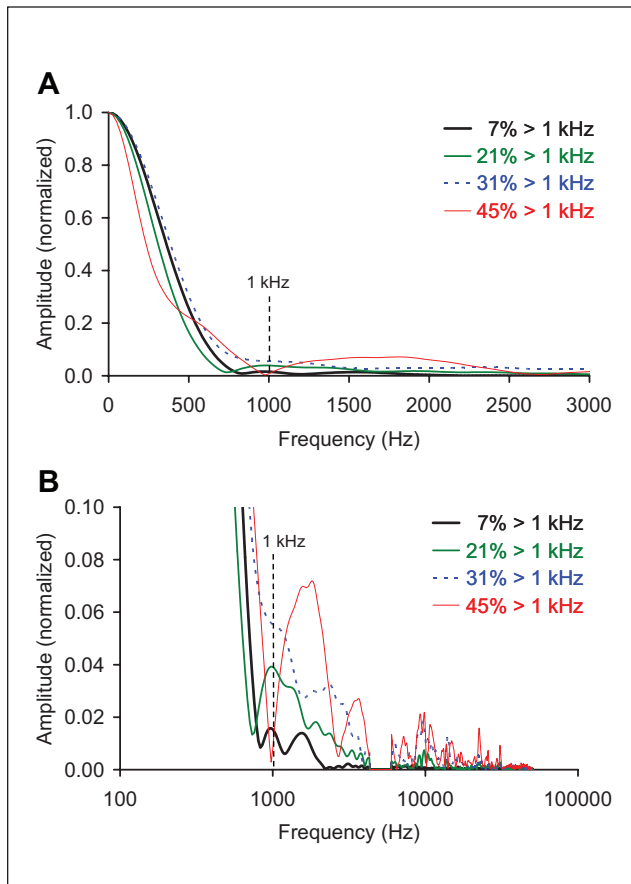 A
1.0
0.8
0.6
0.4
0.2
0.0
Amplitude (normalized)
7% > 1 kHz
21% > 1 kHz
31% > 1 kHz
45% > 1 kHz
1 kHz
0 500 1000 1500 2000 2500 3000
Frequency (Hz)
B
0.10
0.08
0.06
0.04
0.02
0.00
Amplitude (normalized)
7% > 1 kHz
21% > 1 kHz
31% > 1 kHz
45% > 1 kHz
1 kHz
100 1000 10000 100000
Frequency (Hz)